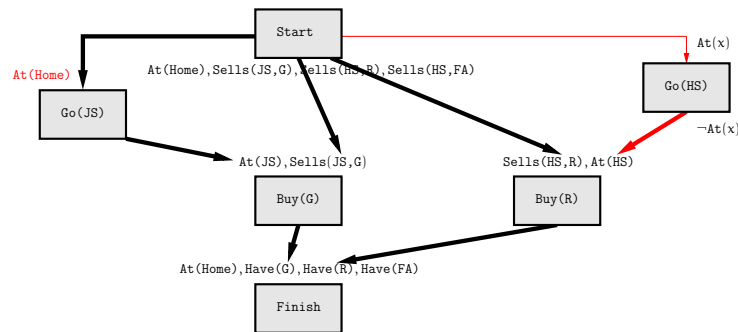 Start
At(x)
At(Home),Sells(JS,G),Sells(HS,R),Sells(HS,FA)
At(Home)
Go(HS)
Go(JS)
¬At(x)
At(JS),Sells(JS,G)
Sells(HS,R),At(HS)
Buy(G)
Buy(R)
At(Home),Have(G),Have(R),Have(FA)
Finish